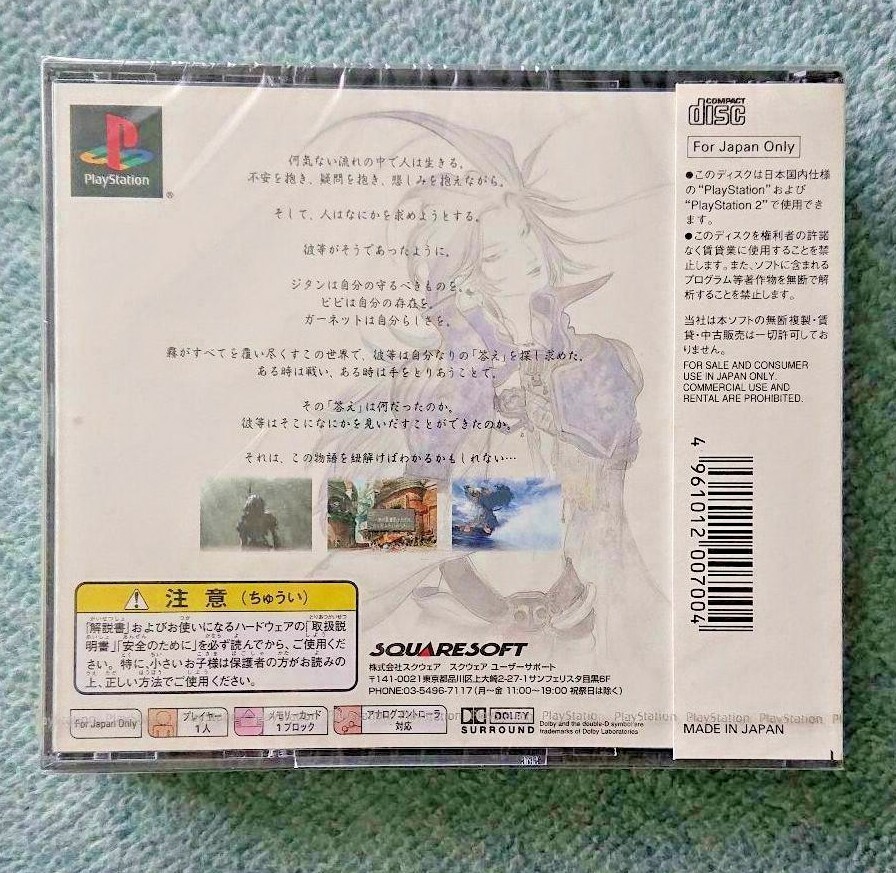 PlayStation
®
何気ない流れの中で人は生きる。
不安を抱き、疑問を抱き、悲しみを抱えながら。
そして、人はなにかを求めようとする。
彼等がそうであったように。
ジタンは自分の守るべきものを。
ビビは自分の存在を。
ガーネットは自分らしさを。
霧がすべてを覆い尽くすこの世界で、彼等は自分なりの「答え」を探し求めた。
ある時は戦い、ある時は手をとりあうことで。
その「答え」は何だったのか。
彼等はそこになにかを見いだすことができたのか。
それは、この物語を紐解けばわかるかもしれない…
注意(ちゅうい)
「解説書」およびお使いになるハードウェアの「取扱説
明書」「安全のために」を必ず読んでから、ご使用くだ
さい。特に、小さいお子様は保護者の方がお読みの
上、正しい方法でご使用ください。
SQUARESOFT
株式会社スクウェア スクウェア ユーザーサポート
〒141-0021東京都品川区上大崎2-27-1サンフェリスタ目黒6F
PHONE:03-5496-7117(月〜金 11:00〜19:00 祝祭日は除く)
For Japan Only
プレイヤー
1人
メモリーカード
1ブロック
アナログコントローラ
対応
DOLBY
SURROUND
Dolby and the double-D symbol are
trademarks of Dolby Laboratories
PlayStation PlayStation PlayStation PlayStation
COMPACT
disc
For Japan Only
●このディスクは日本国内仕様
の"PlayStation"および
"PlayStation 2"で使用でき
ます。
●このディスクを権利者の許諾
なく賃貸業に使用することを禁
止します。また、ソフトに含まれる
プログラム等著作物を無断で解
析することを禁止します。
当社は本ソフトの無断複製・賃
貸・中古販売は一切許可してお
りません。
FOR SALE AND CONSUMER
USE IN JAPAN ONLY.
COMMERCIAL USE AND
RENTAL ARE PROHIBITED.
4 961012 007004
MADE IN JAPAN